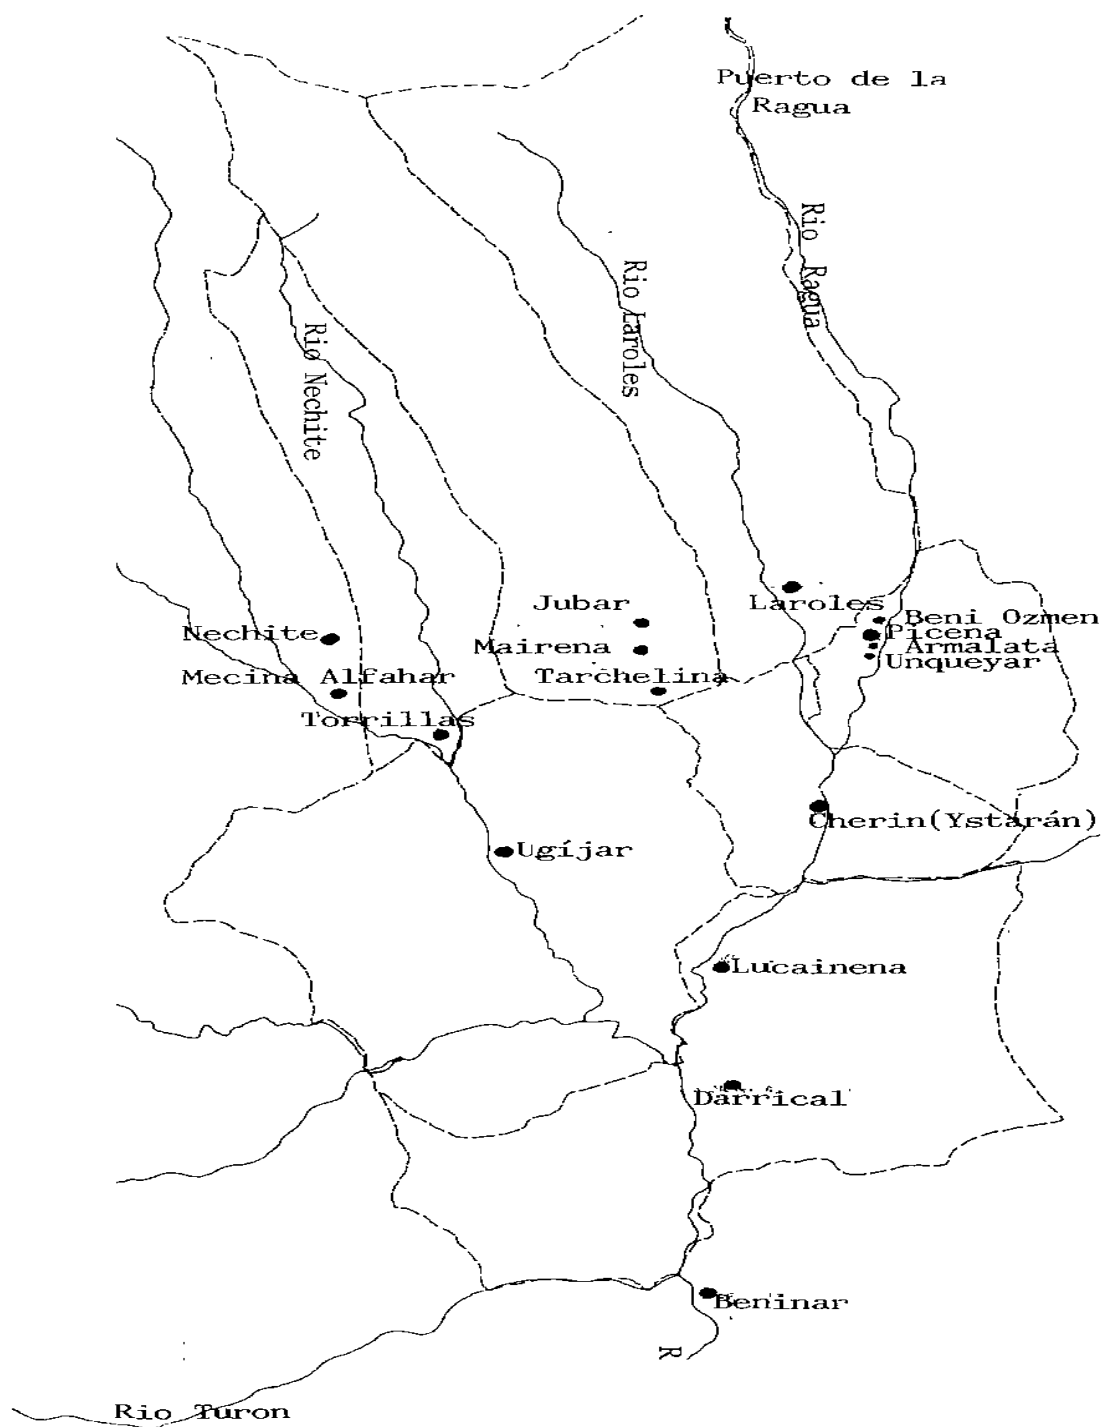 Puerto de la
Ragua
Rio Ragua
Rio Laroles
Rio Nechite
Laroles
Jubar
Beni Ozmen
Nechite
Mairena
Picena
Armalata
Unqueyar
Mecina Alfahar
Tarchelina
Torrillas
Cherin(Ystarán)
Ugíjar
Lucainena
Darrical
Beninar
R
Rio Turon